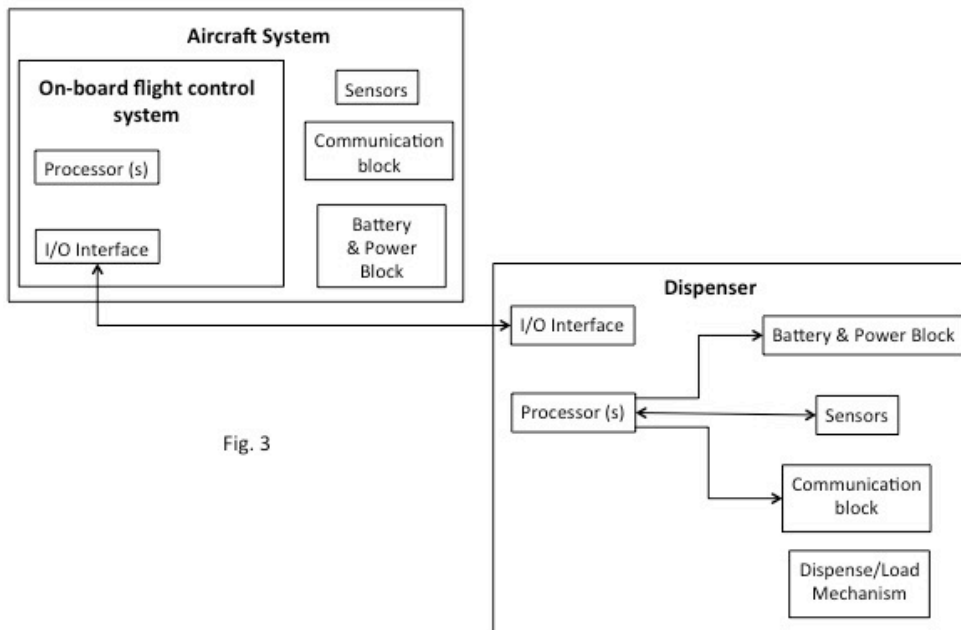 Aircraft System
On-board flight control
system
Processor (s)
I/O Interface
Sensors
Communication
block
Battery
& Power
Block
Dispenser
I/O Interface
Battery & Power Block
Processor (s)
Sensors
Communication
block
Dispense/Load
Mechanism
Fig. 3